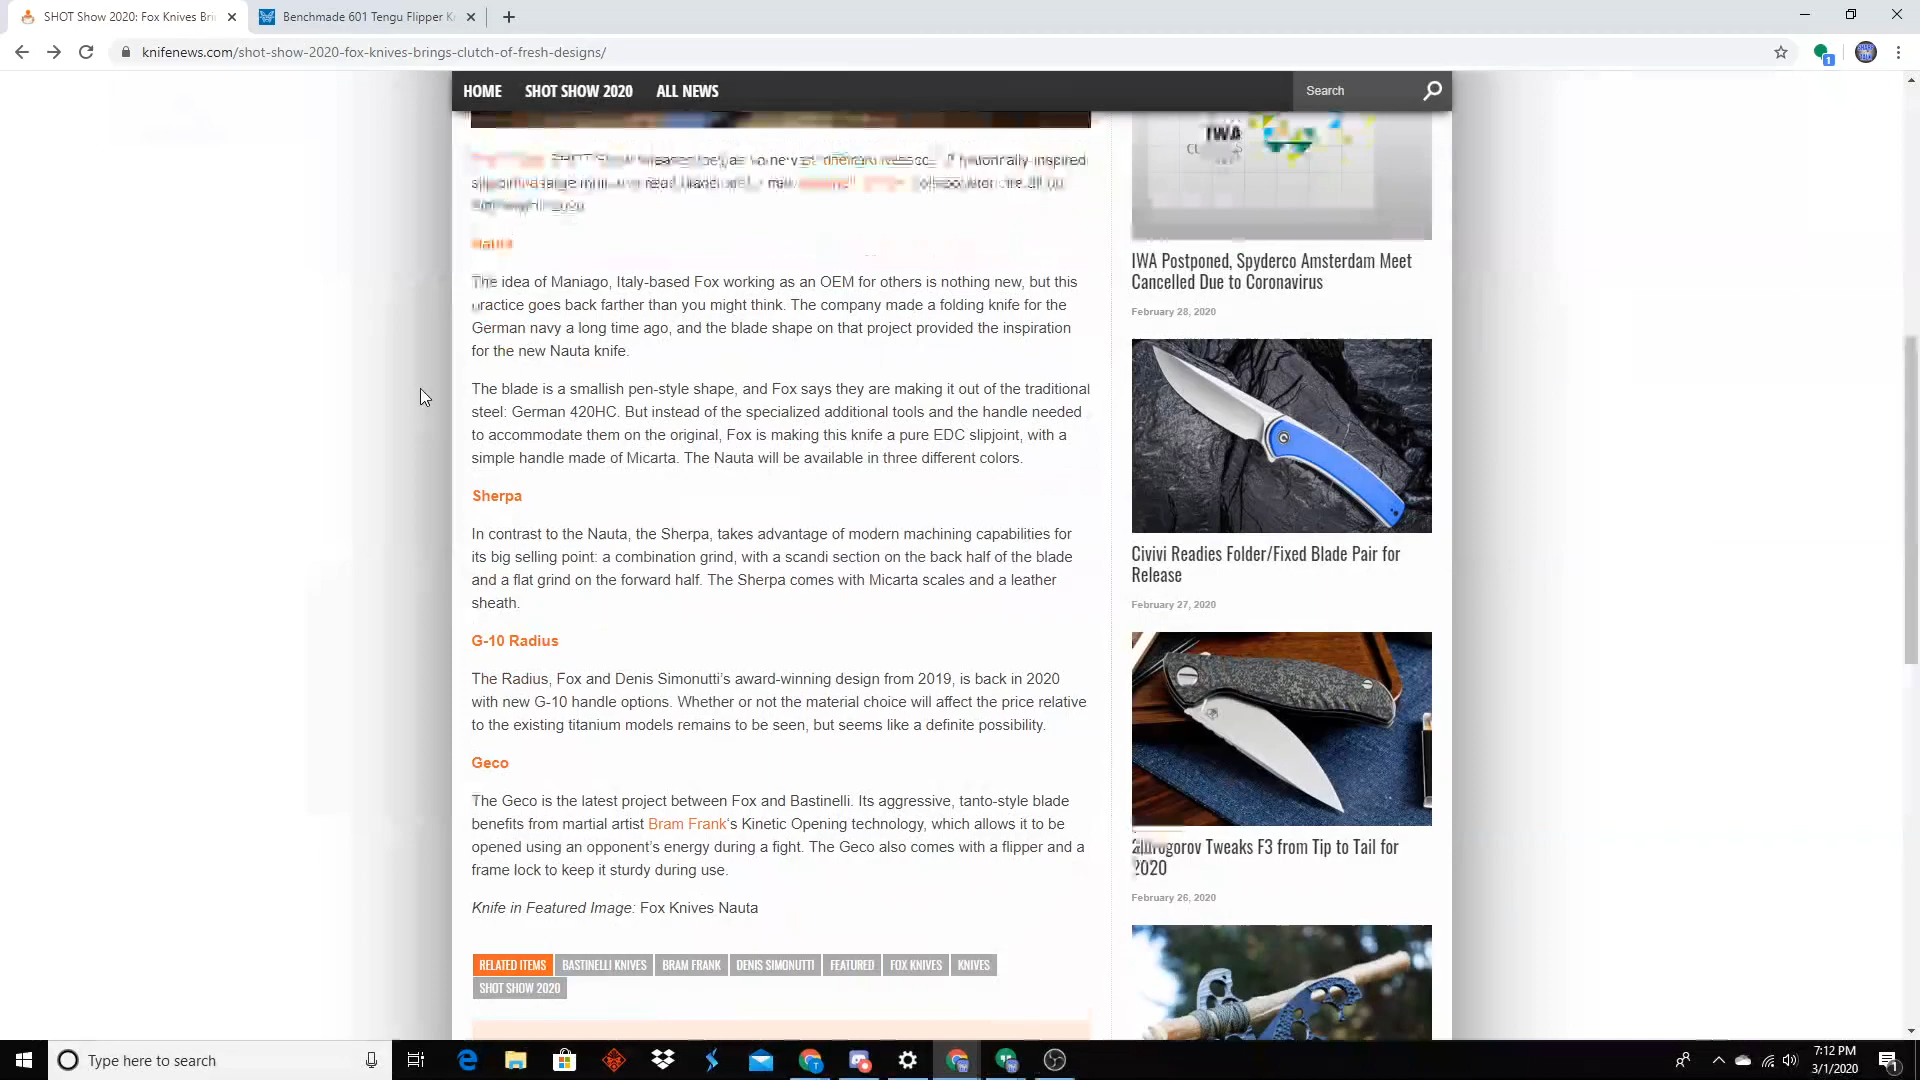 SHOT Show 2020: Fox Knives Bri
Benchmade 601 Tengu Flipper K
knifenews.com/shot-show-2020-fox-knives-brings-clutch-of-fresh-designs/
1
HOME SHOT SHOW 2020 ALL NEWS
Search
inspired
Nauta
The idea of Maniago, Italy-based Fox working as an OEM for others is nothing new, but this
practice goes back farther than you might think. The company made a folding knife for the
German navy a long time ago, and the blade shape on that project provided the inspiration
for the new Nauta knife.
The blade is a smallish pen-style shape, and Fox says they are making it out of the traditional
steel: German 420HC. But instead of the specialized additional tools and the handle needed
to accommodate them on the original, Fox is making this knife a pure EDC slipjoint, with a
simple handle made of Micarta. The Nauta will be available in three different colors.
Sherpa
In contrast to the Nauta, the Sherpa, takes advantage of modern machining capabilities for
its big selling point: a combination grind, with a scandi section on the back half of the blade
and a flat grind on the forward half. The Sherpa comes with Micarta scales and a leather
sheath.
G-10 Radius
The Radius, Fox and Denis Simonutti's award-winning design from 2019, is back in 2020
with new G-10 handle options. Whether or not the material choice will affect the price relative
to the existing titanium models remains to be seen, but seems like a definite possibility.
Geco
The Geco is the latest project between Fox and Bastinelli. Its aggressive, tanto-style blade
benefits from martial artist Bram Frank's Kinetic Opening technology, which allows it to be
opened using an opponent's energy during a fight. The Geco also comes with a flipper and a
frame lock to keep it sturdy during use.
Knife in Featured Image: Fox Knives Nauta
RELATED ITEMS BASTINELLI KNIVES BRAM FRANK DENIS SIMONUTTI FEATURED FOX KNIVES KNIVES
SHOT SHOW 2020
IWA
IWA Postponed, Spyderco Amsterdam Meet
Cancelled Due to Coronavirus
February 28, 2020
Civivi Readies Folder/Fixed Blade Pair for
Release
February 27, 2020
Tweaks F3 from Tip to Tail for
2020
February 26, 2020
Type here to search
7:12 PM
3/1/2020
1